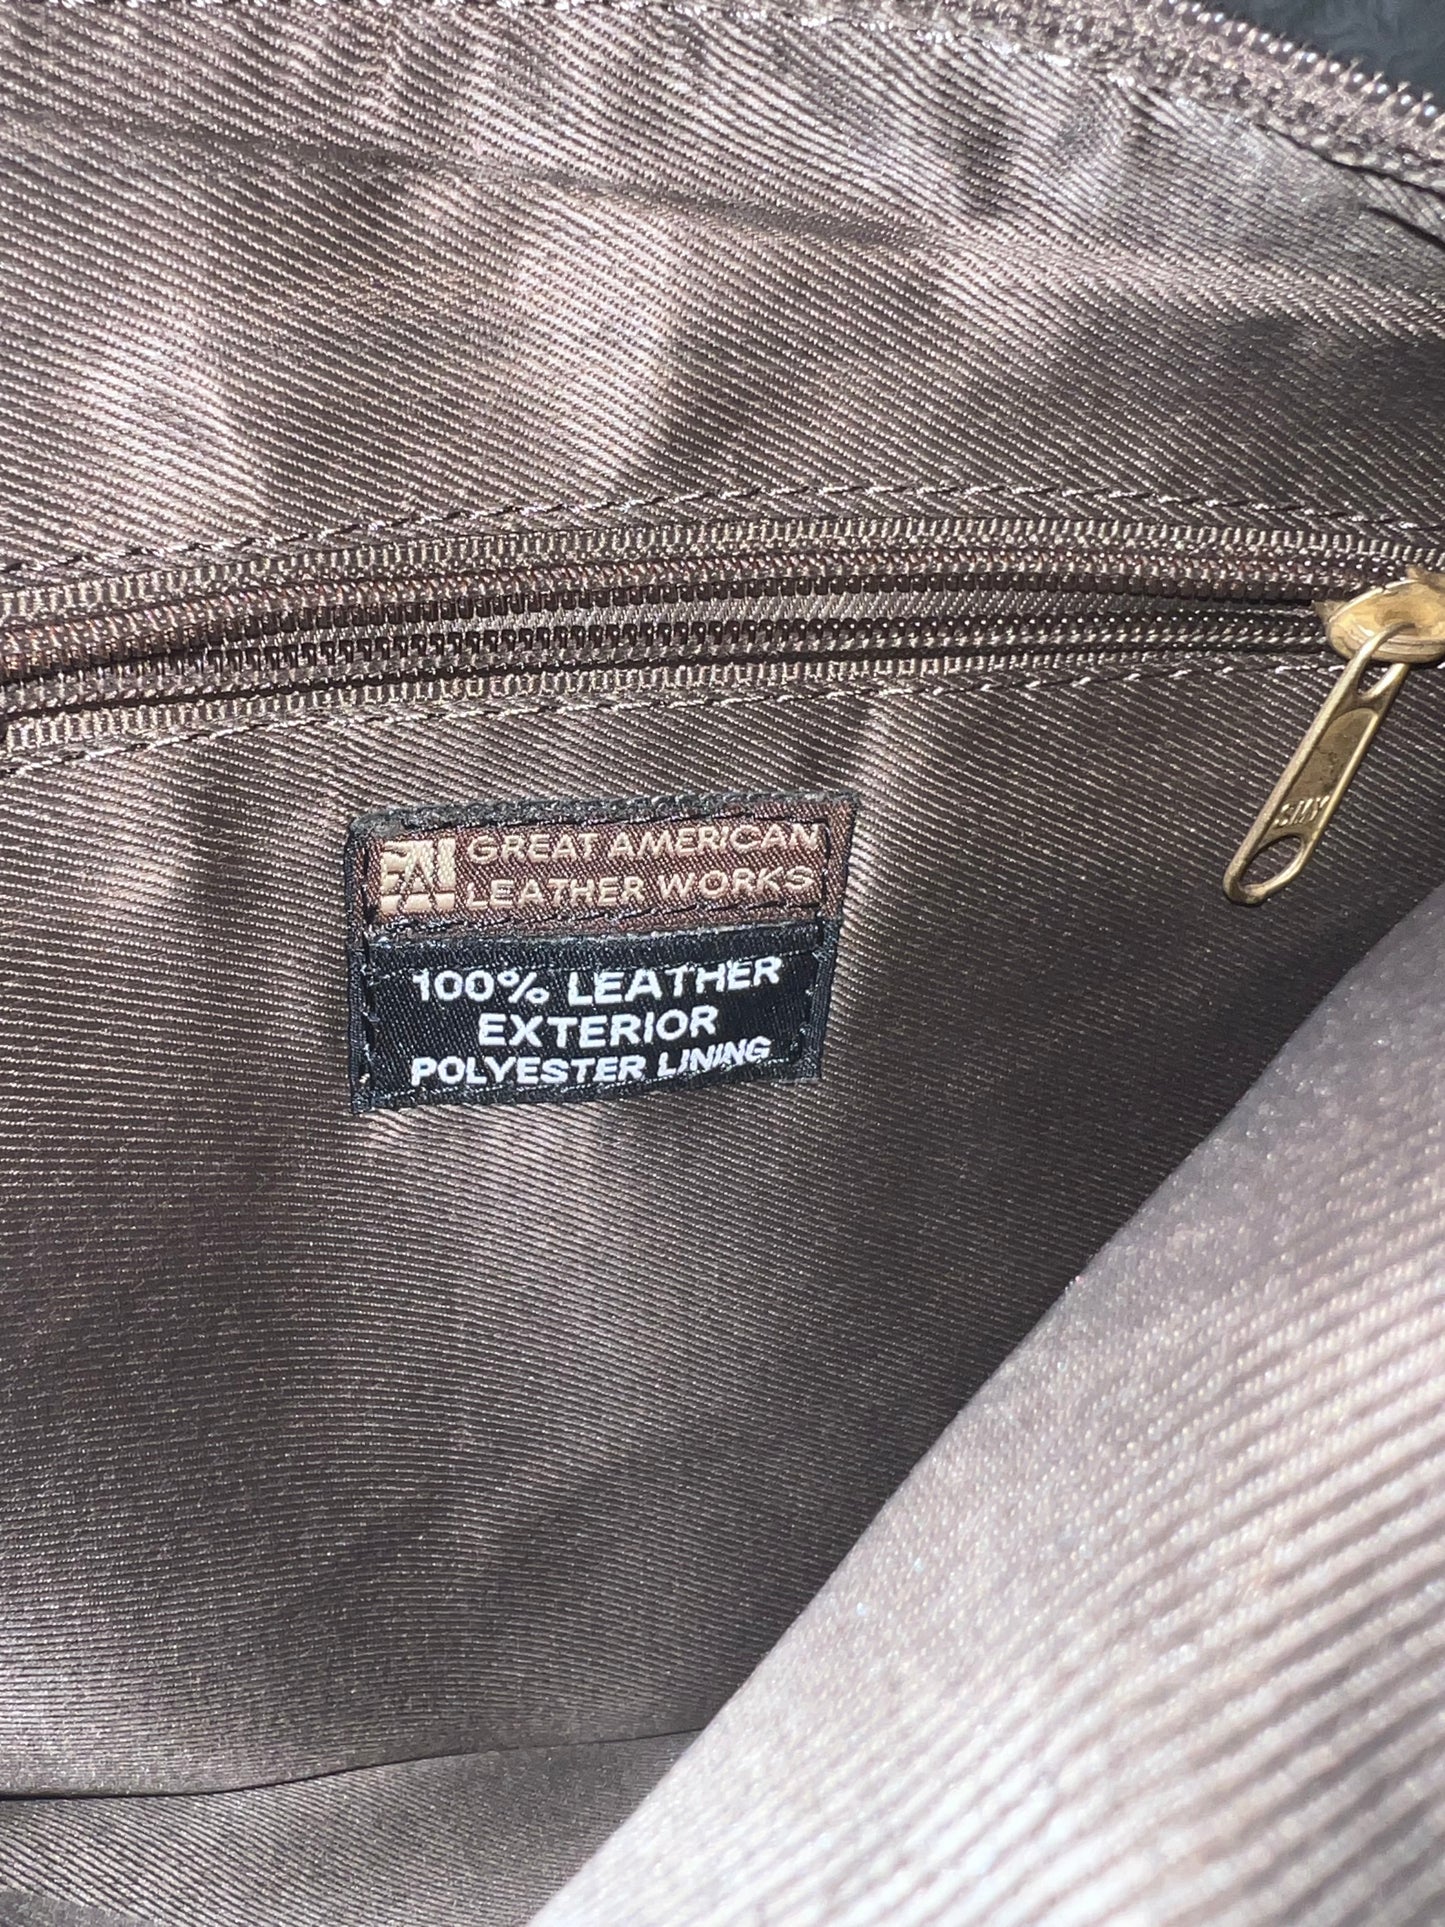 GREAT AMERICAN
LEATHER WORKS
100% LEATHER
EXTERIOR
POLYESTER LINING